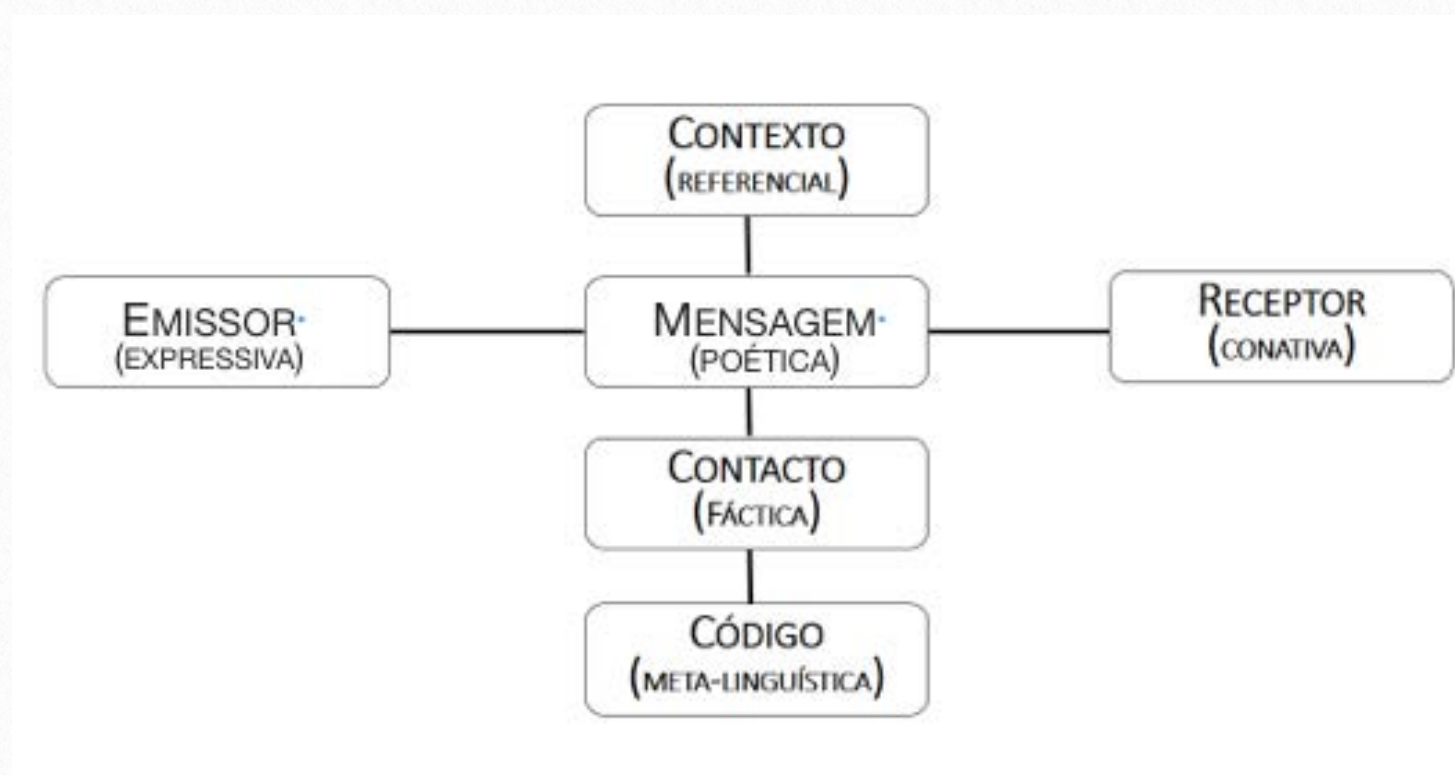 CONTEXTO
(REFERENCIAL)
EMISSOR
(EXPRESSIVA)
MENSAGEM
(POÉTICA)
RECEPTOR
(CONATIVA)
CONTACTO
(FÁCTICA)
CÓDIGO
(META-LINGUÍSTICA)